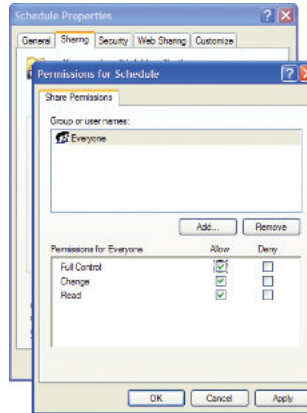 Schedule Properties
General Sharing Security Web Sharing Customize
Permissions for Schedule
Share Permissions
Group or user names:
Everyone
Add... Remove
Permissions for Everyone Allow Deny
Full Control
Change
Read
OK Cancel Apply